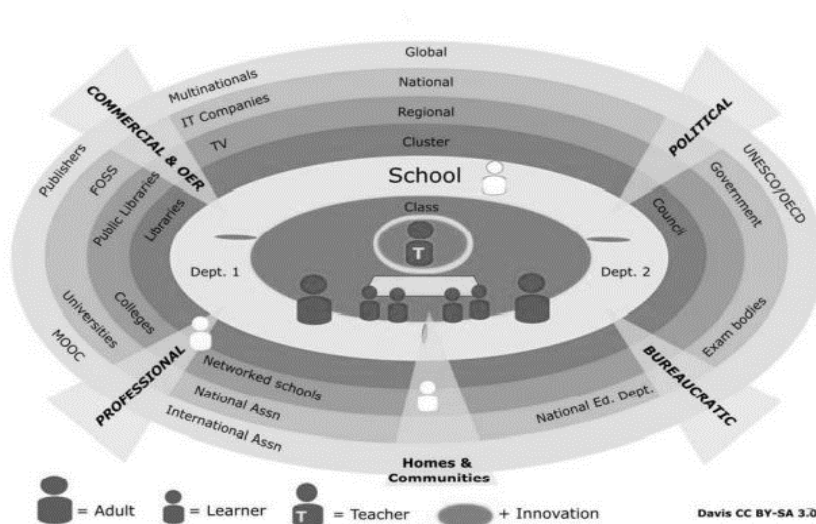 Global
Multinationals
National
IT Companies
Regional
TV
Cluster
COMMERCIAL & OER
POLITICAL
Publishers
FOSS
Public Libraries
Libraries
UNESCO/OECD
Government
Council
School
Class
T
Dept. 1
Dept. 2
Colleges
Universities
MOOC
Exam bodies
PROFESSIONAL
BUREAUCRATIC
Networked schools
National Assn
International Assn
National Ed. Dept.
Homes &
Communities
= Adult
= Learner
T = Teacher
+ Innovation
Davis CC BY-SA 3.0